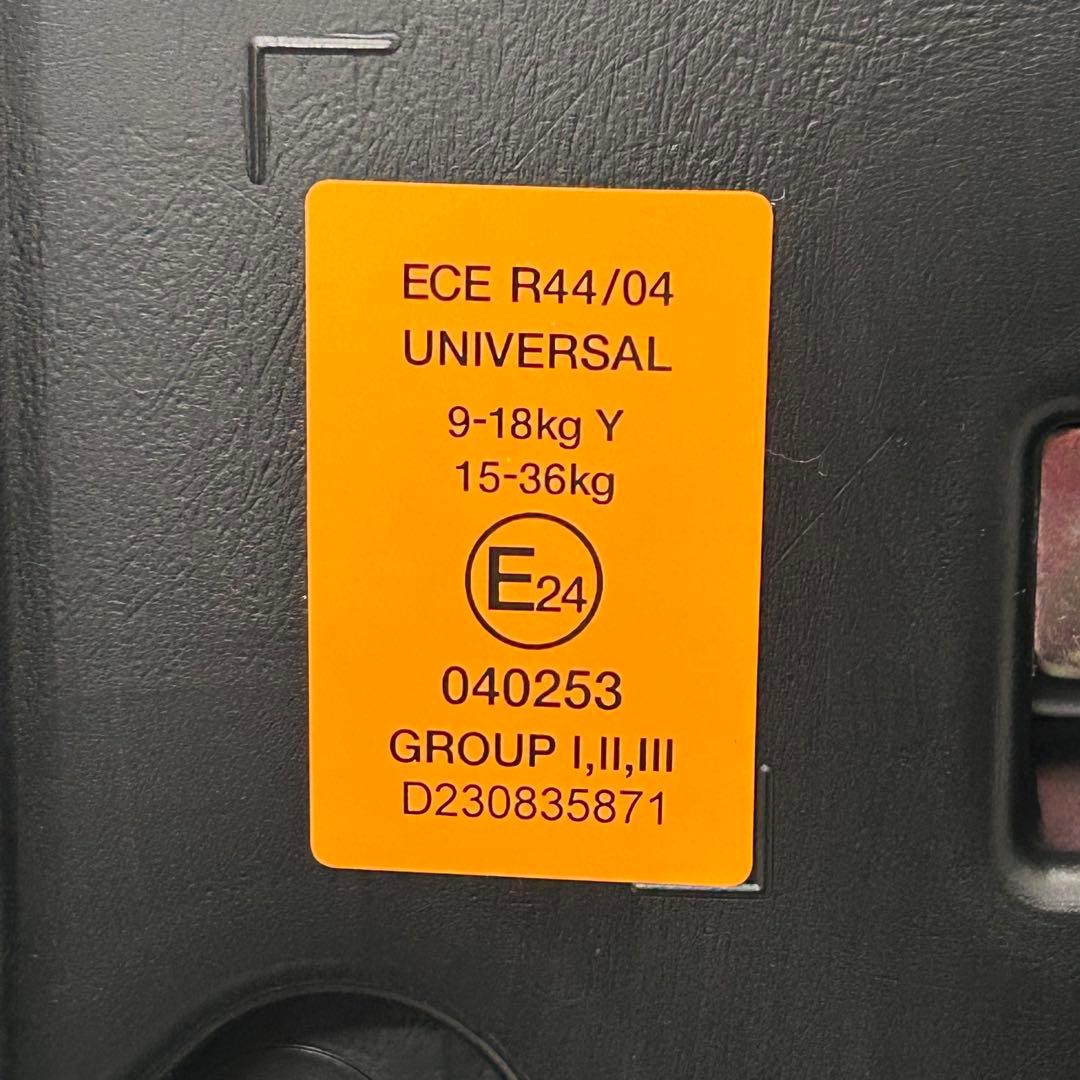 ECE R44/04
UNIVERSAL
9-18kg Y
15-36kg
E24
040253
GROUP I,II,III
D230835871